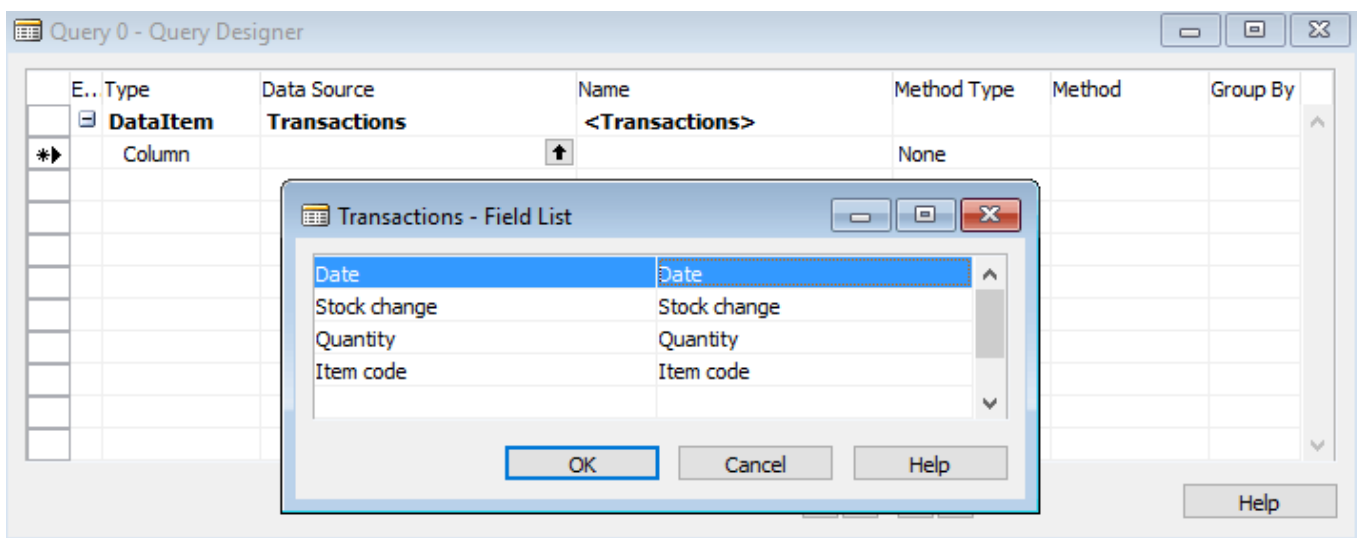 Query 0 - Query Designer
E.. Type Data Source Name Method Type Method Group By
DataItem Transactions <Transactions>
Column None
Transactions - Field List
Date Date
Stock change Stock change
Quantity Quantity
Item code Item code
OK Cancel Help
Help